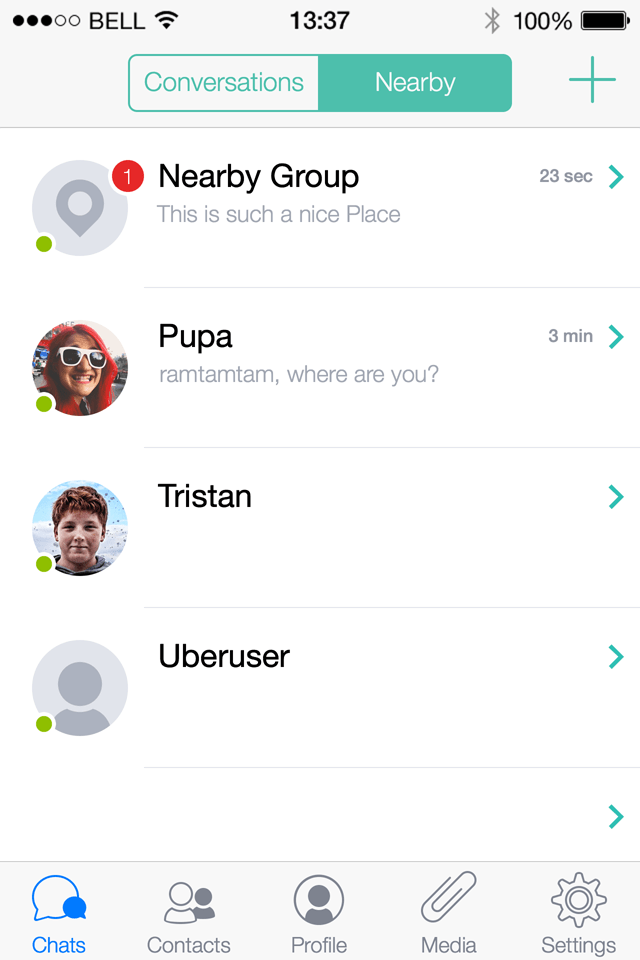 BELL 13:37 100%
Conversations Nearby
1 Nearby Group 23 sec
This is such a nice Place
Pupa 3 min
ramtamtam, where are you?
Tristan
Uberuser
Chats Contacts Profile Media Settings